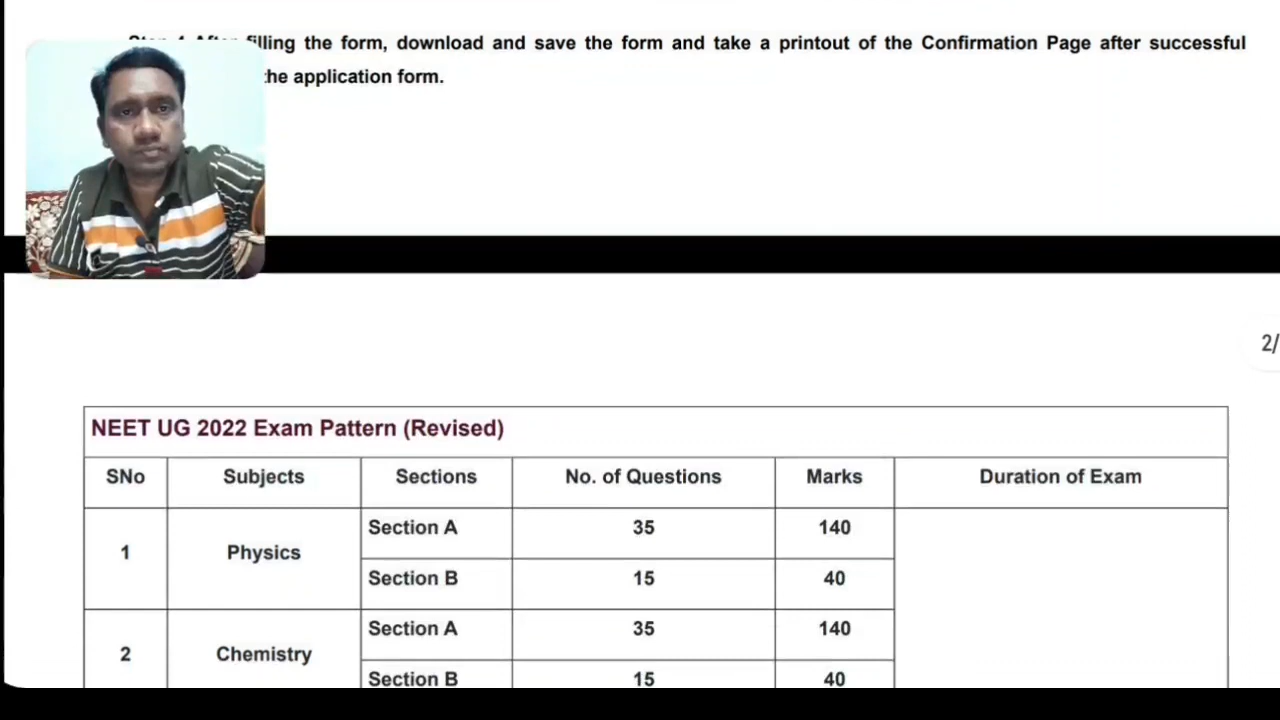 filling the form, download and save the form and take a printout of the Confirmation Page after successful
the application form.
2/
NEET UG 2022 Exam Pattern (Revised)
SNo Subjects Sections No. of Questions Marks Duration of Exam
1 Physics Section A 35 140
Section B 15 40
2 Chemistry Section A 35 140
Section B 15 40